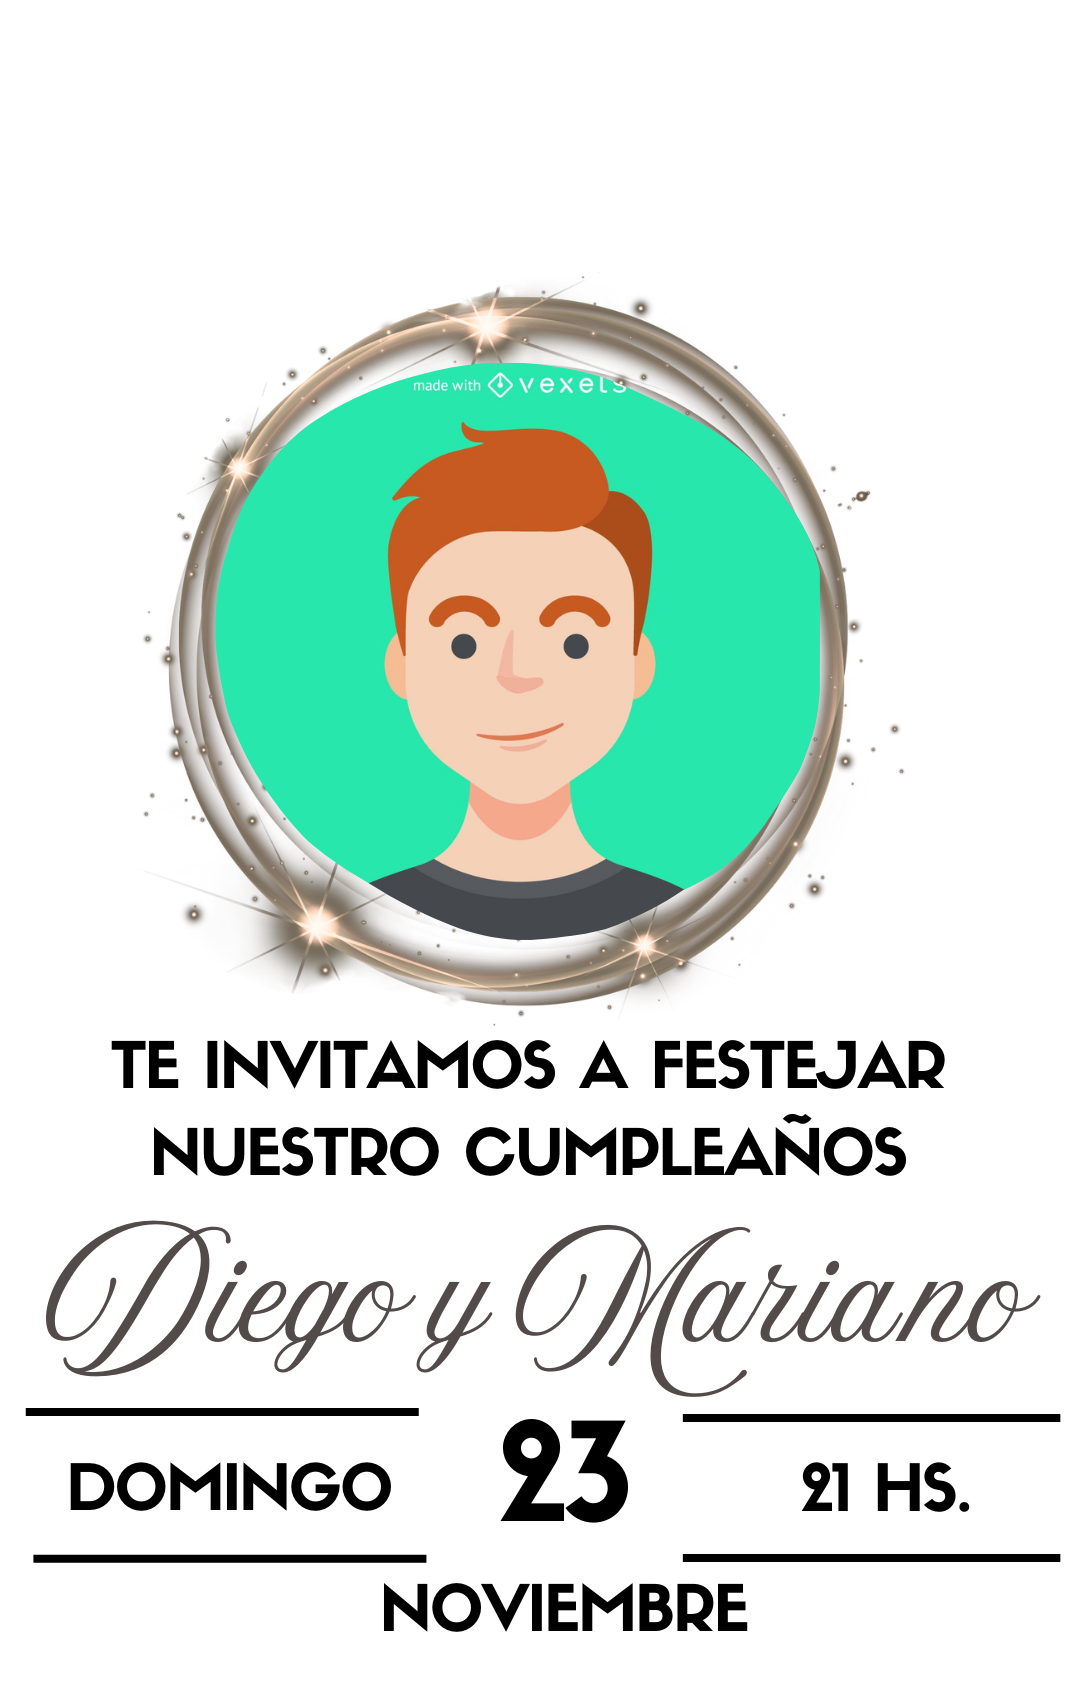 made with vexels
TE INVITAMOS A FESTEJAR
NUESTRO CUMPLEAÑOS
Diego y Mariano
DOMINGO
23
21 HS.
NOVIEMBRE